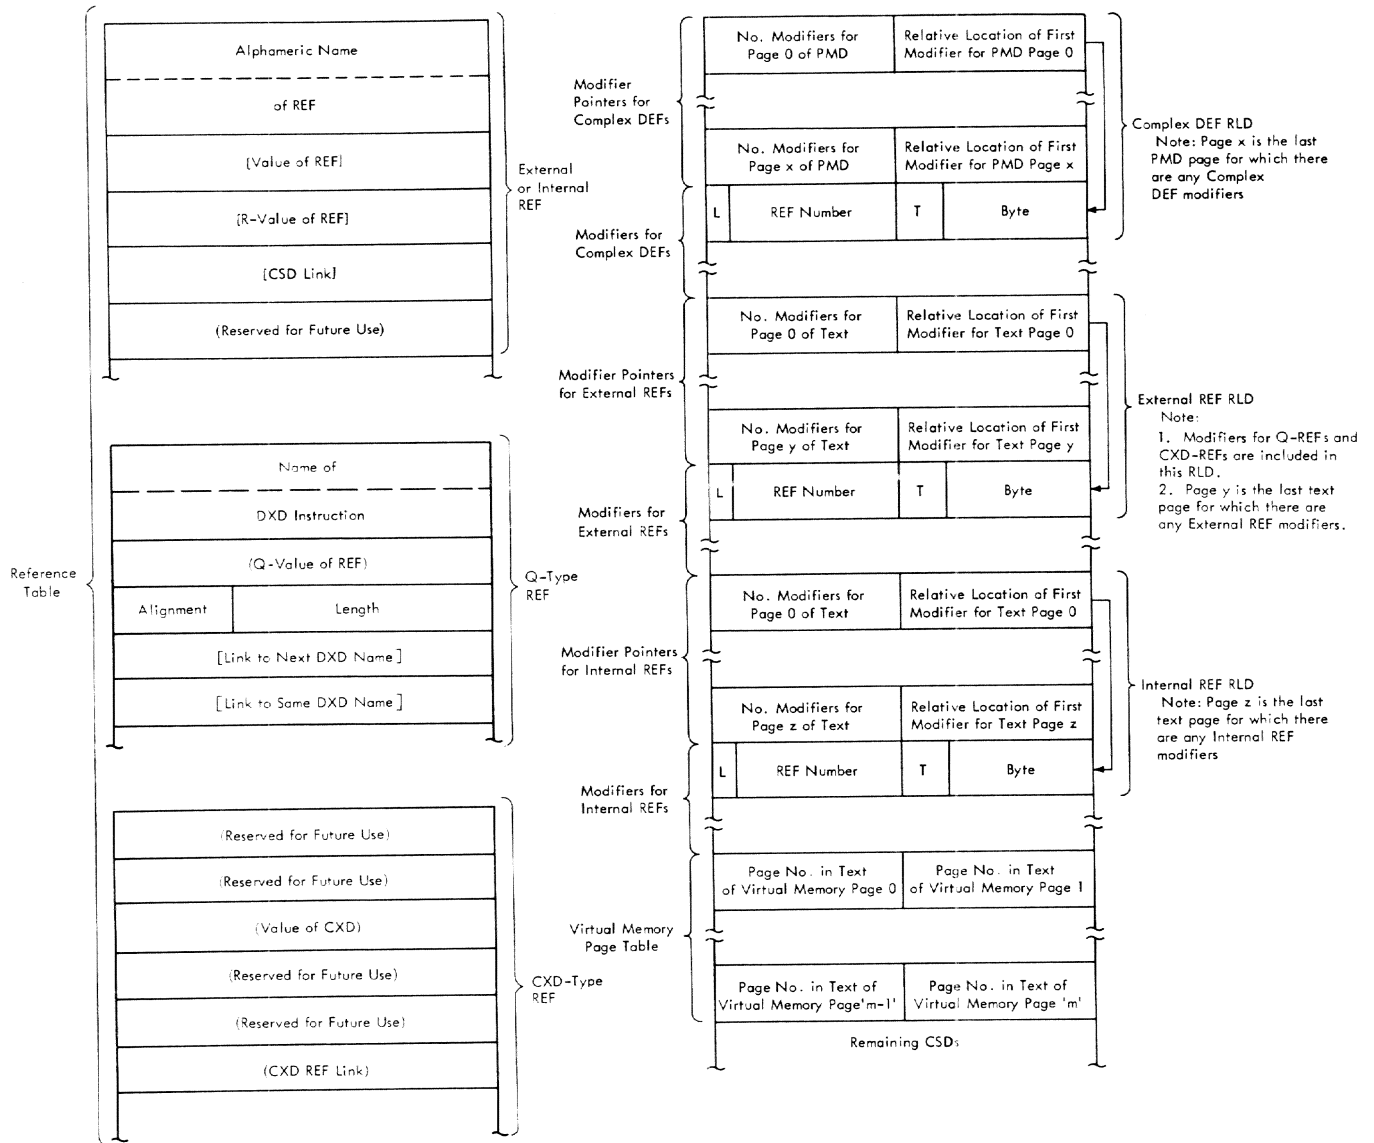 Reference
Table
Alphameric Name
of REF
[Value of REF]
[R-Value of REF]
[CSD Link]
(Reserved for Future Use)
External
or Internal
REF
Name of
DXD Instruction
(Q-Value of REF)
Alignment
Length
[Link to Next DXD Name]
[Link to Same DXD Name]
Q-Type
REF
(Reserved for Future Use)
(Reserved for Future Use)
(Value of CXD)
(Reserved for Future Use)
(Reserved for Future Use)
(CXD REF Link)
CXD-Type
REF
Modifier
Pointers for
Complex DEFs
No. Modifiers for
Page 0 of PMD
Relative Location of First
Modifier for PMD Page 0
No. Modifiers for
Page x of PMD
Relative Location of First
Modifier for PMD Page x
Modifiers for
Complex DEFs
L
REF Number
T
Byte
Complex DEF RLD
Note: Page x is the last
PMD page for which there
are any Complex
DEF modifiers
Modifier Pointers
for External REFs
No. Modifiers for
Page 0 of Text
Relative Location of First
Modifier for Text Page 0
No. Modifiers for
Page y of Text
Relative Location of First
Modifier for Text Page y
Modifiers for
External REFs
L
REF Number
T
Byte
External REF RLD
Note:
1. Modifiers for Q-REFs and
CXD-REFs are included in
this RLD.
2. Page y is the last text
page for which there are
any External REF modifiers.
Modifier Pointers
for Internal REFs
No. Modifiers for
Page 0 of Text
Relative Location of First
Modifier for Text Page 0
No. Modifiers for
Page z of Text
Relative Location of First
Modifier for Text Page z
Modifiers for
Internal REFs
L
REF Number
T
Byte
Internal REF RLD
Note: Page z is the last
text page for which there
are any Internal REF
modifiers
Virtual Memory
Page Table
Page No. in Text
of Virtual Memory Page 0
Page No. in Text
of Virtual Memory Page 1
Page No. in Text of
Virtual Memory Page'm-1'
Page No. in Text of
Virtual Memory Page 'm'
Remaining CSDs